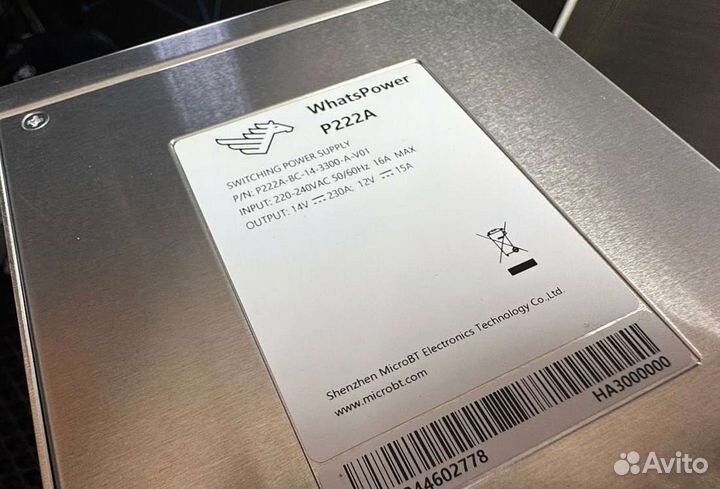 WhatsPower
P222A
SWITCHING POWER SUPPLY
P/N: P222A-BC-14-3300-A-V01
INPUT: 220-240VAC 50/60Hz 16A MAX
OUTPUT: 14V ⎓ 230A; 12V ⎓ 15A
Shenzhen MicroBT Electronics Technology Co.,Ltd.
www.microbt.com
44602778
HA3000000
Avito